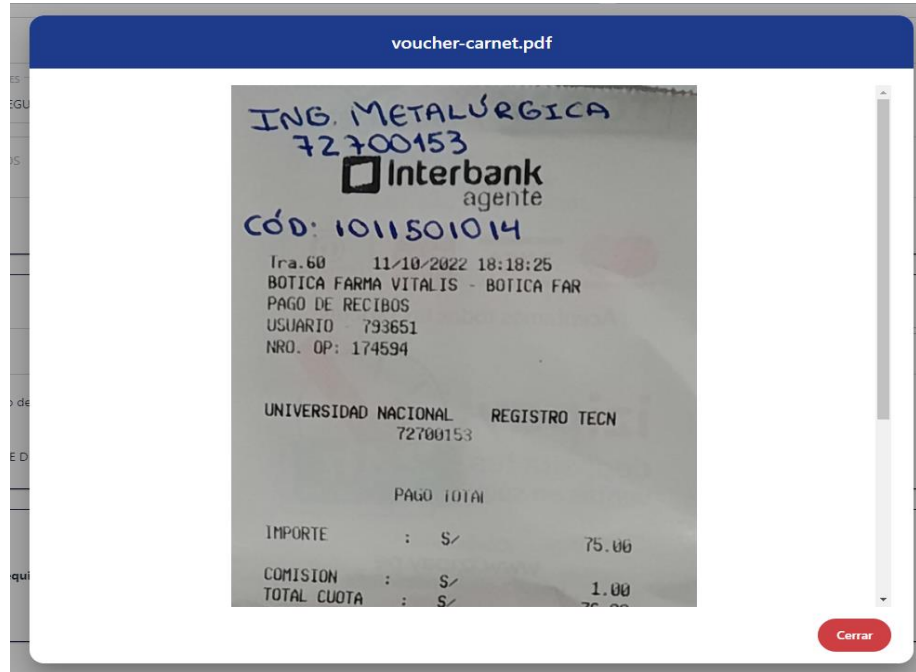 voucher-carnet.pdf
ING. METALÚRGICA
72700153
Interbank
agente
CÓD: 1011501014
Tra.60 11/10/2022 18:18:25
BOTICA FARMA VITALIS - BOTICA FAR
PAGO DE RECIBOS
USUARIO 793651
NRO. OP: 174594
UNIVERSIDAD NACIONAL REGISTRO TECN
72700153
PAGO TOTAL
IMPORTE : S/ 75.00
COMISION : S/ 1.00
TOTAL CUOTA : S/
Cerrar